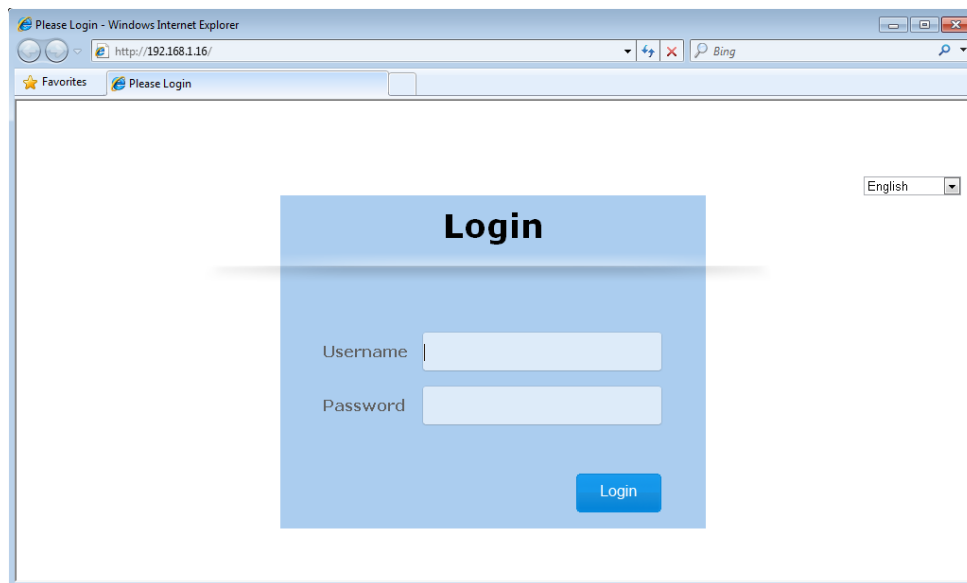 Please Login - Windows Internet Explorer
http://192.168.1.16/
Bing
Favorites
Please Login
English
Login
Username
Password
Login